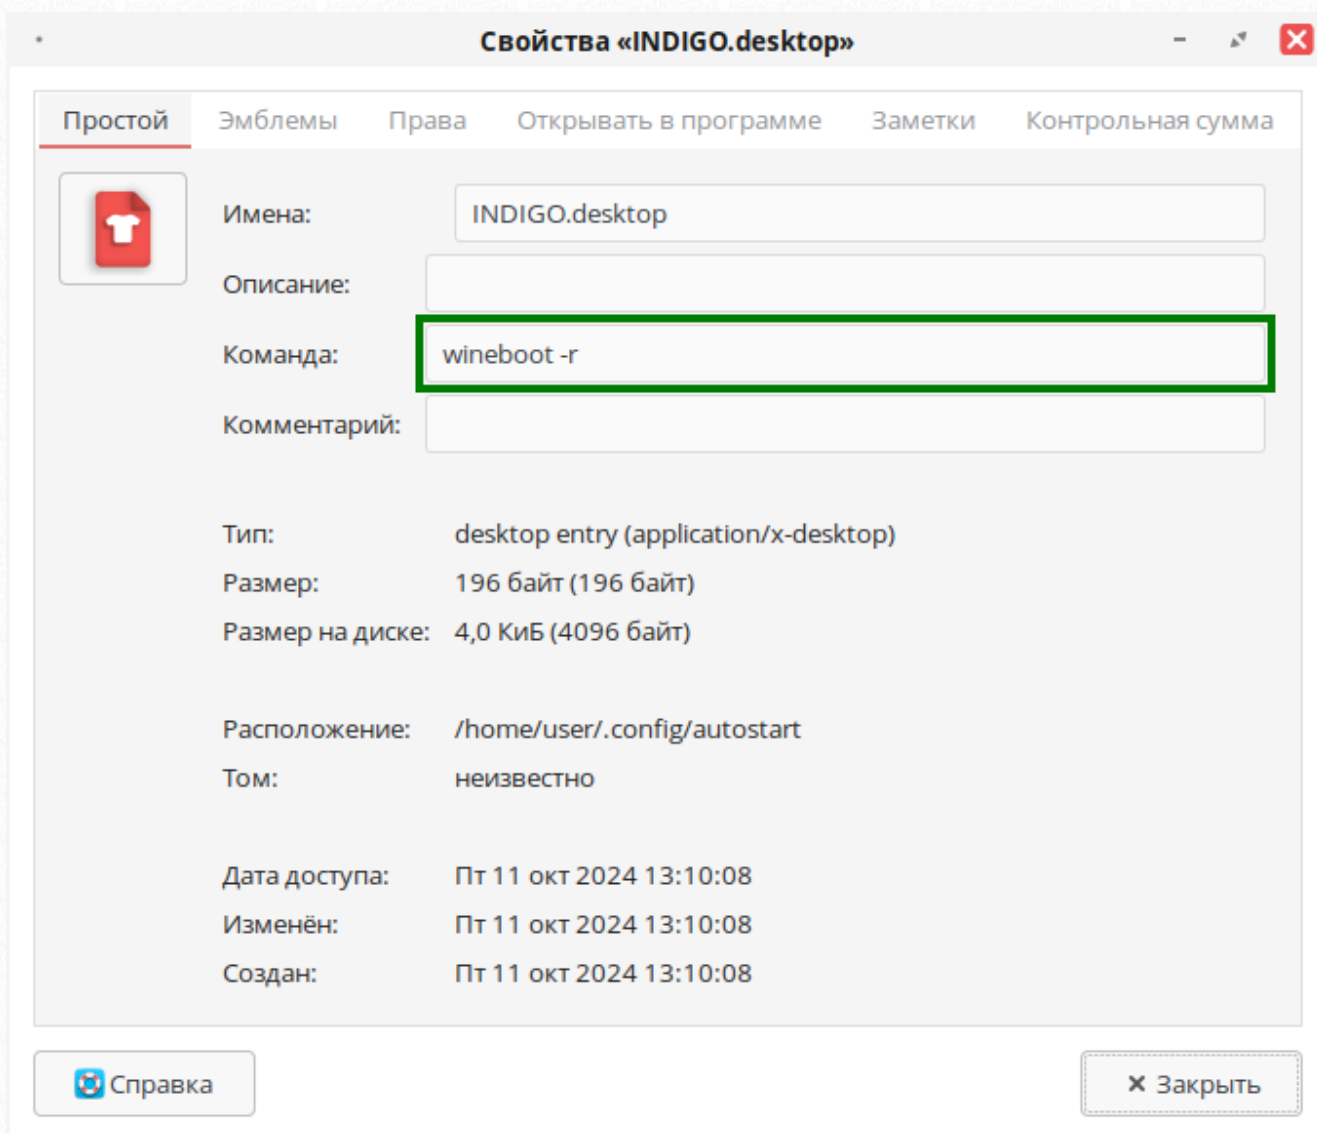 Свойства «INDIGO.desktop»
Простой Эмблемы Права Открывать в программе Заметки Контрольная сумма
Имена: INDIGO.desktop
Описание:
Команда: wineboot -r
Комментарий:
Тип: desktop entry (application/x-desktop)
Размер: 196 байт (196 байт)
Размер на диске: 4,0 КиБ (4096 байт)
Расположение: /home/user/.config/autostart
Том: неизвестно
Дата доступа: Пт 11 окт 2024 13:10:08
Изменён: Пт 11 окт 2024 13:10:08
Создан: Пт 11 окт 2024 13:10:08
Справка Закрыть